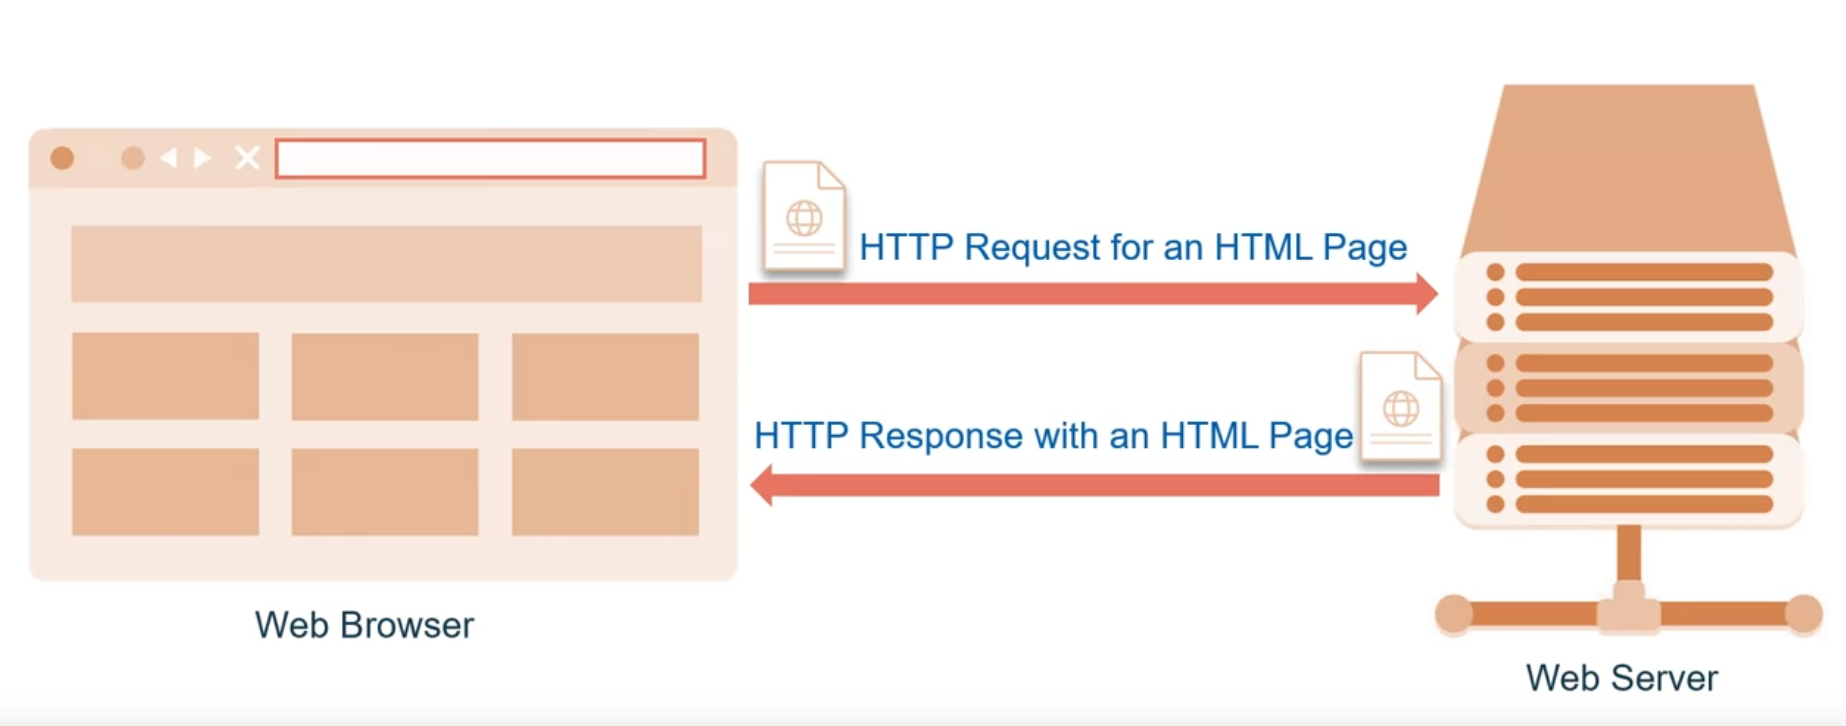 HTTP Request for an HTML Page
HTTP Response with an HTML Page
Web Browser
Web Server